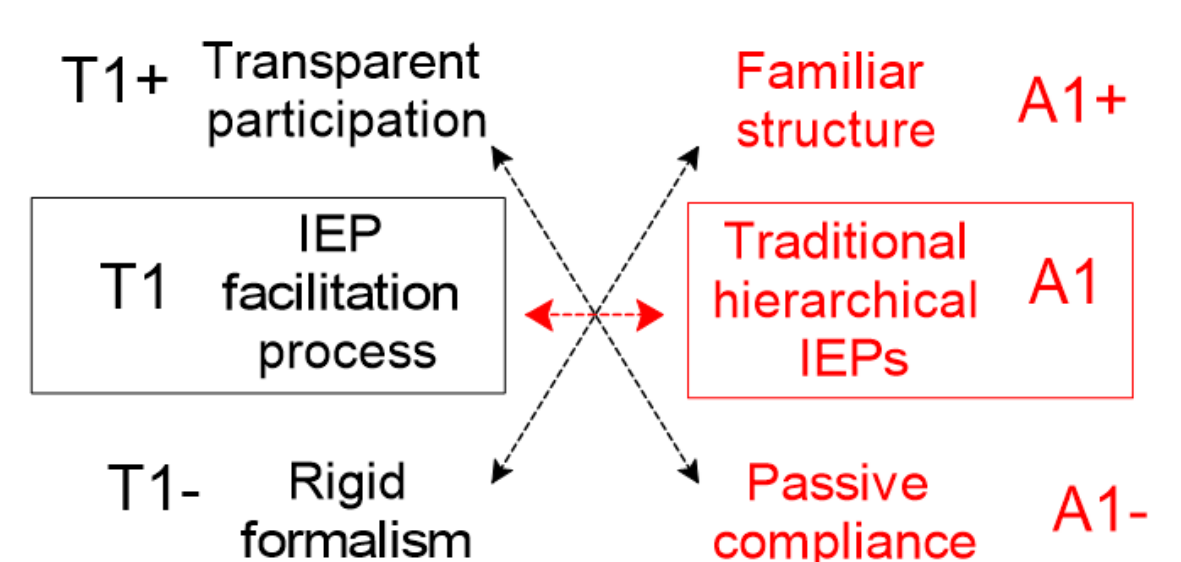 T1+
Transparent
participation
Familiar
structure
A1+
T1
IEP
facilitation
process
Traditional
hierarchical
IEPs
A1
T1-
Rigid
formalism
Passive
compliance
A1-